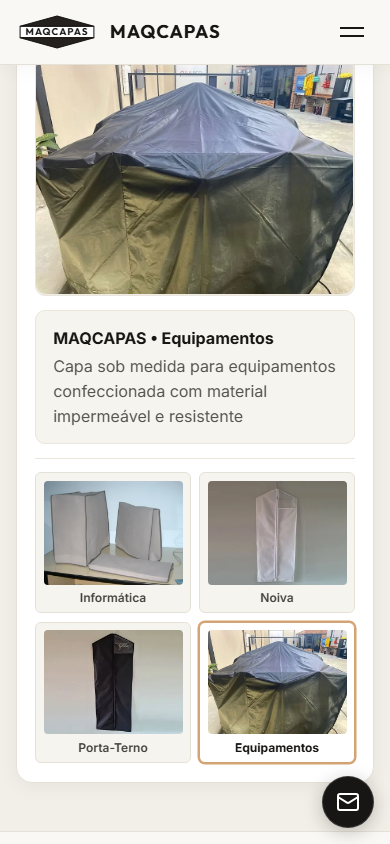 MAQCAPAS
MAQCAPAS
MAQCAPAS • Equipamentos
Capa sob medida para equipamentos
confeccionada com material
impermeável e resistente
Informática
Noiva
Porta-Terno
Equipamentos